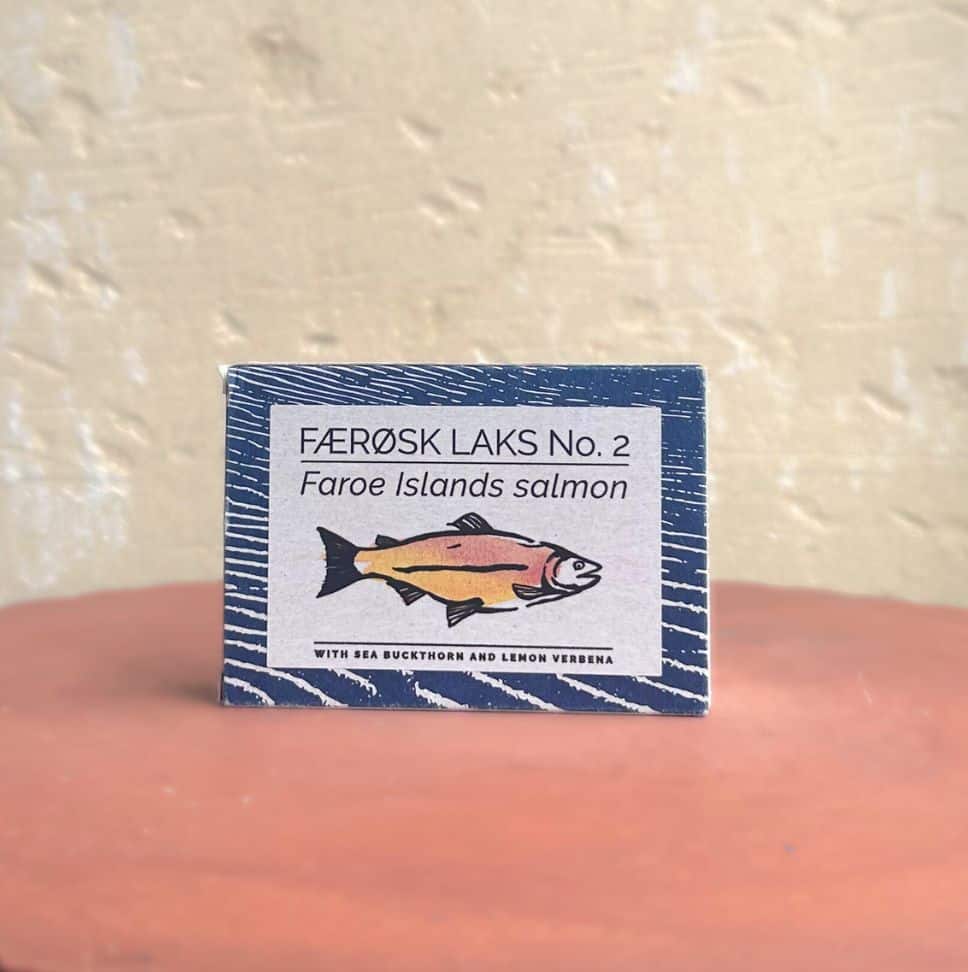 FÆRØSK LAKS No. 2
Faroe Islands salmon
WITH SEA BUCKTHORN AND LEMON VERBENA